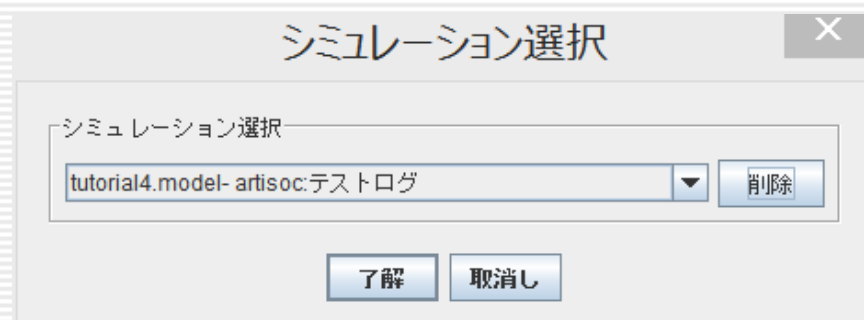 シミュレーション選択
シミュレーション選択
tutorial4.model- artisoc:テストログ
削除
了解
取消し